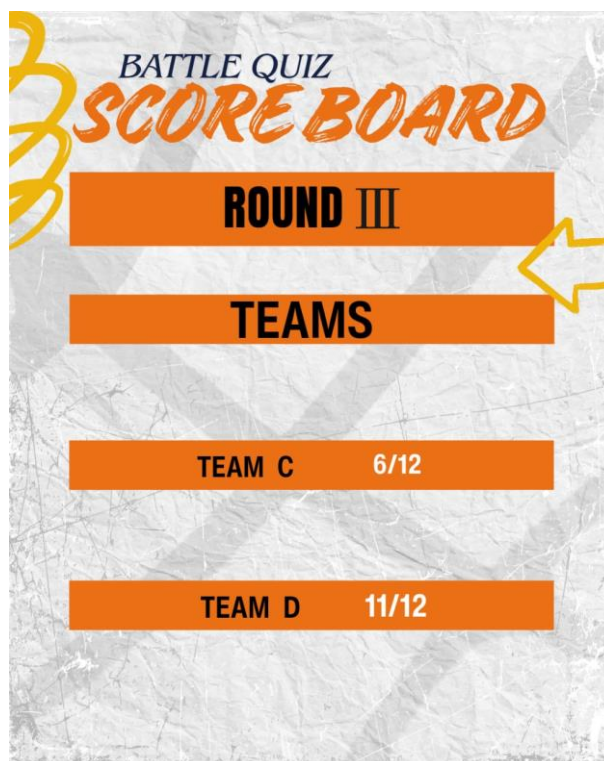 BATTLE QUIZ
SCORE BOARD
ROUND III
TEAMS
TEAM C 6/12
TEAM D 11/12